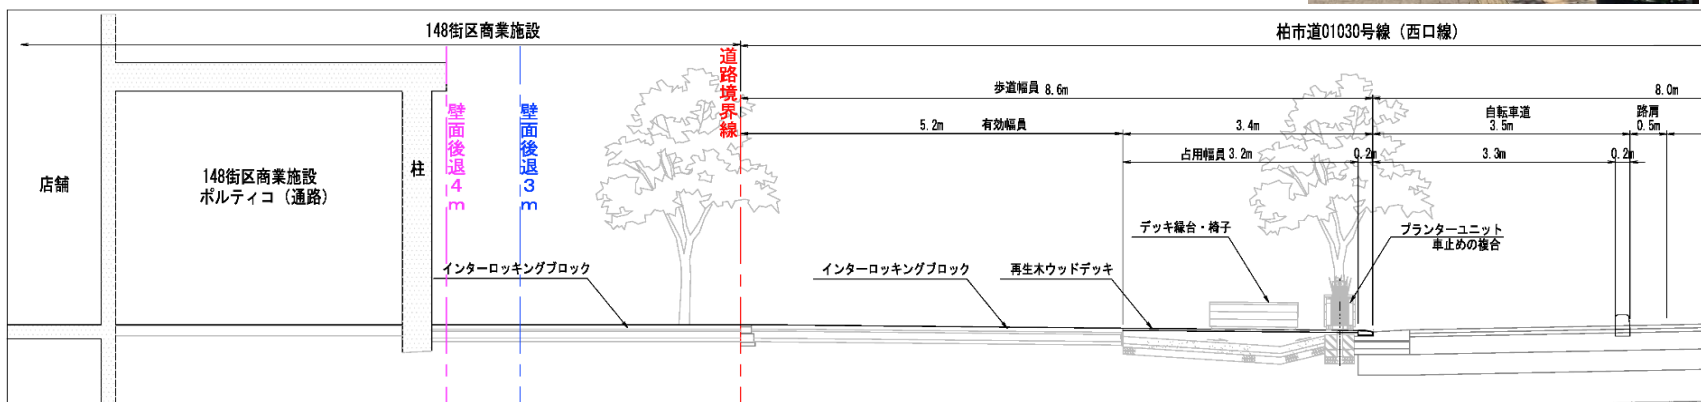 148街区商業施設
柏市道01030号線（西口線）
道路境界線
歩道幅員 8.6m
8.0m
壁面後退4m
壁面後退3m
5.2m 有効幅員
3.4m
自転車道
3.5m
路肩
0.5m
占用幅員 3.2m
0.2m
3.3m
0.2m
店舗
148街区商業施設
ポルティコ（通路）
柱
デッキ縁台・椅子
プランターユニット
車止めの複合
インターロッキングブロック
インターロッキングブロック
再生木ウッドデッキ